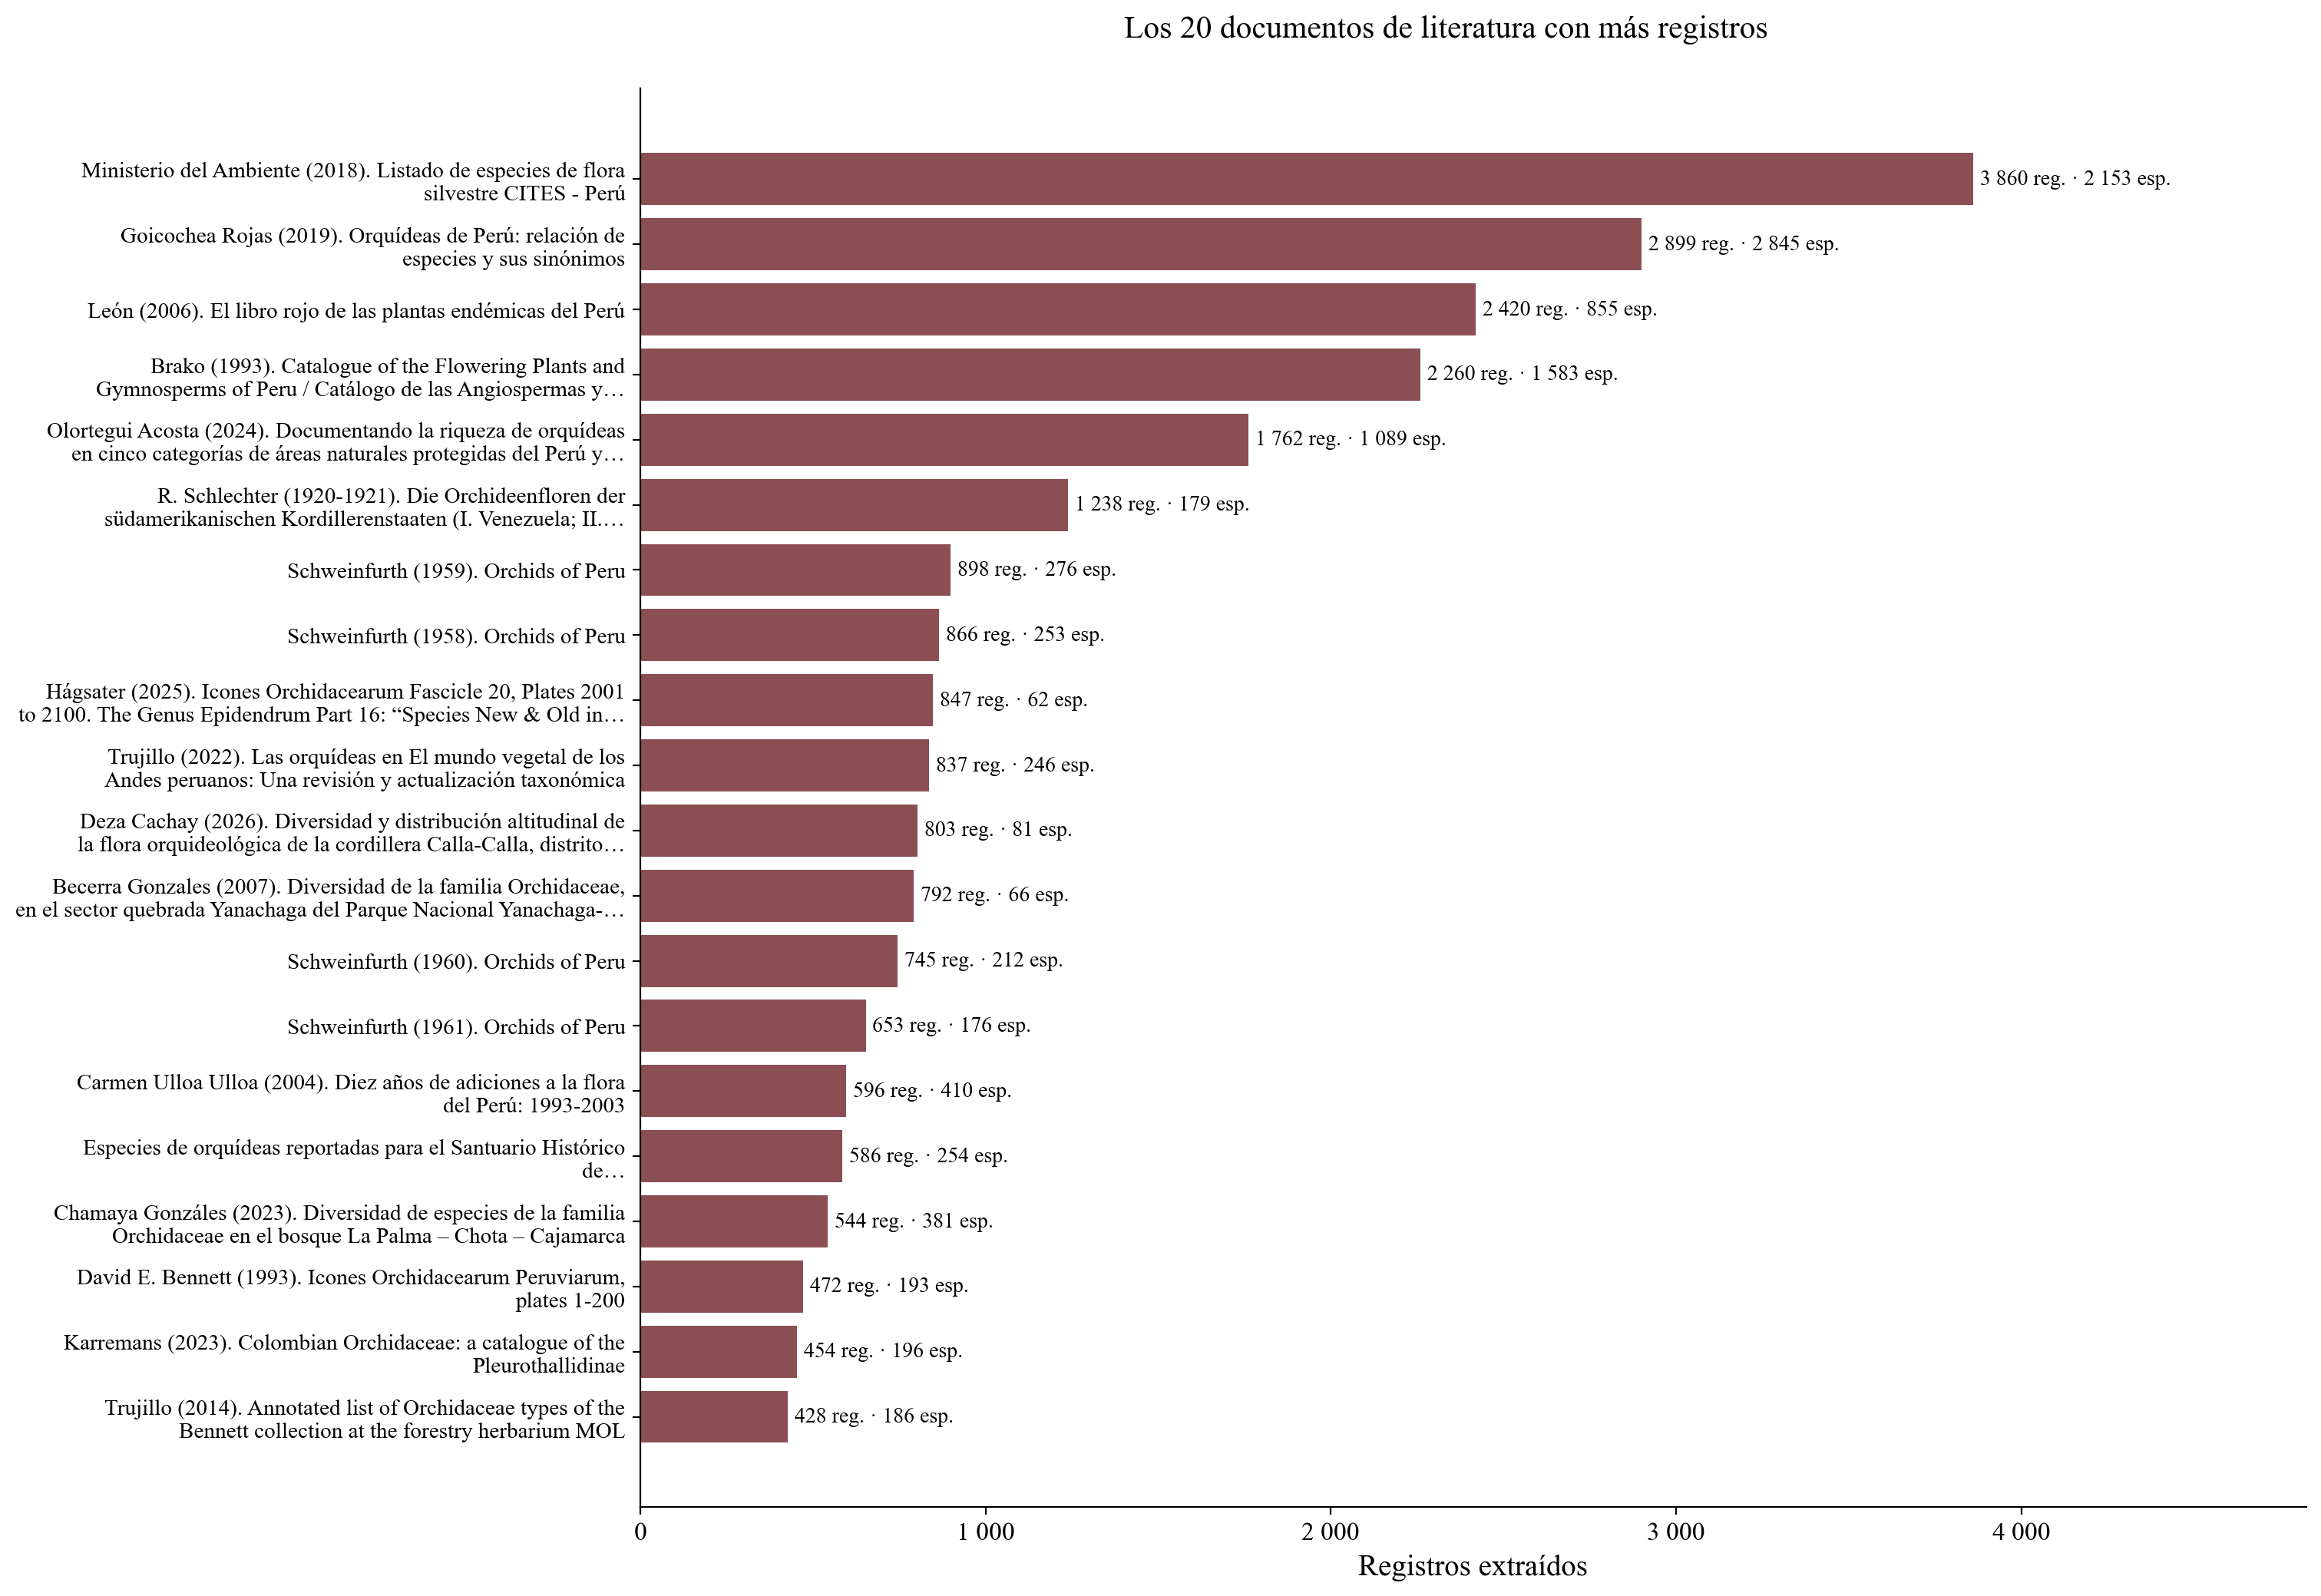 Los 20 documentos de literatura con más registros
Ministerio del Ambiente (2018). Listado de especies de flora
silvestre CITES - Perú
3 860 reg. · 2 153 esp.
Goicochea Rojas (2019). Orquídeas de Perú: relación de
especies y sus sinónimos
2 899 reg. · 2 845 esp.
León (2006). El libro rojo de las plantas endémicas del Perú
2 420 reg. · 855 esp.
Brako (1993). Catalogue of the Flowering Plants and
Gymnosperms of Peru / Catálogo de las Angiospermas y…
2 260 reg. · 1 583 esp.
Olortegui Acosta (2024). Documentando la riqueza de orquídeas
en cinco categorías de áreas naturales protegidas del Perú y…
1 762 reg. · 1 089 esp.
R. Schlechter (1920-1921). Die Orchideenfloren der
südamerikanischen Kordillerenstaaten (I. Venezuela; II.…
1 238 reg. · 179 esp.
Schweinfurth (1959). Orchids of Peru
898 reg. · 276 esp.
Schweinfurth (1958). Orchids of Peru
866 reg. · 253 esp.
Hágsater (2025). Icones Orchidacearum Fascicle 20, Plates 2001
to 2100. The Genus Epidendrum Part 16: “Species New & Old in…
847 reg. · 62 esp.
Trujillo (2022). Las orquídeas en El mundo vegetal de los
Andes peruanos: Una revisión y actualización taxonómica
837 reg. · 246 esp.
Deza Cachay (2026). Diversidad y distribución altitudinal de
la flora orquideológica de la cordillera Calla-Calla, distrito…
803 reg. · 81 esp.
Becerra Gonzales (2007). Diversidad de la familia Orchidaceae,
en el sector quebrada Yanachaga del Parque Nacional Yanachaga-…
792 reg. · 66 esp.
Schweinfurth (1960). Orchids of Peru
745 reg. · 212 esp.
Schweinfurth (1961). Orchids of Peru
653 reg. · 176 esp.
Carmen Ulloa Ulloa (2004). Diez años de adiciones a la flora
del Perú: 1993-2003
596 reg. · 410 esp.
Especies de orquídeas reportadas para el Santuario Histórico
de…
586 reg. · 254 esp.
Chamaya Gonzáles (2023). Diversidad de especies de la familia
Orchidaceae en el bosque La Palma – Chota – Cajamarca
544 reg. · 381 esp.
David E. Bennett (1993). Icones Orchidacearum Peruviarum,
plates 1-200
472 reg. · 193 esp.
Karremans (2023). Colombian Orchidaceae: a catalogue of the
Pleurothallidinae
454 reg. · 196 esp.
Trujillo (2014). Annotated list of Orchidaceae types of the
Bennett collection at the forestry herbarium MOL
428 reg. · 186 esp.
0 1 000 2 000 3 000 4 000
Registros extraídos